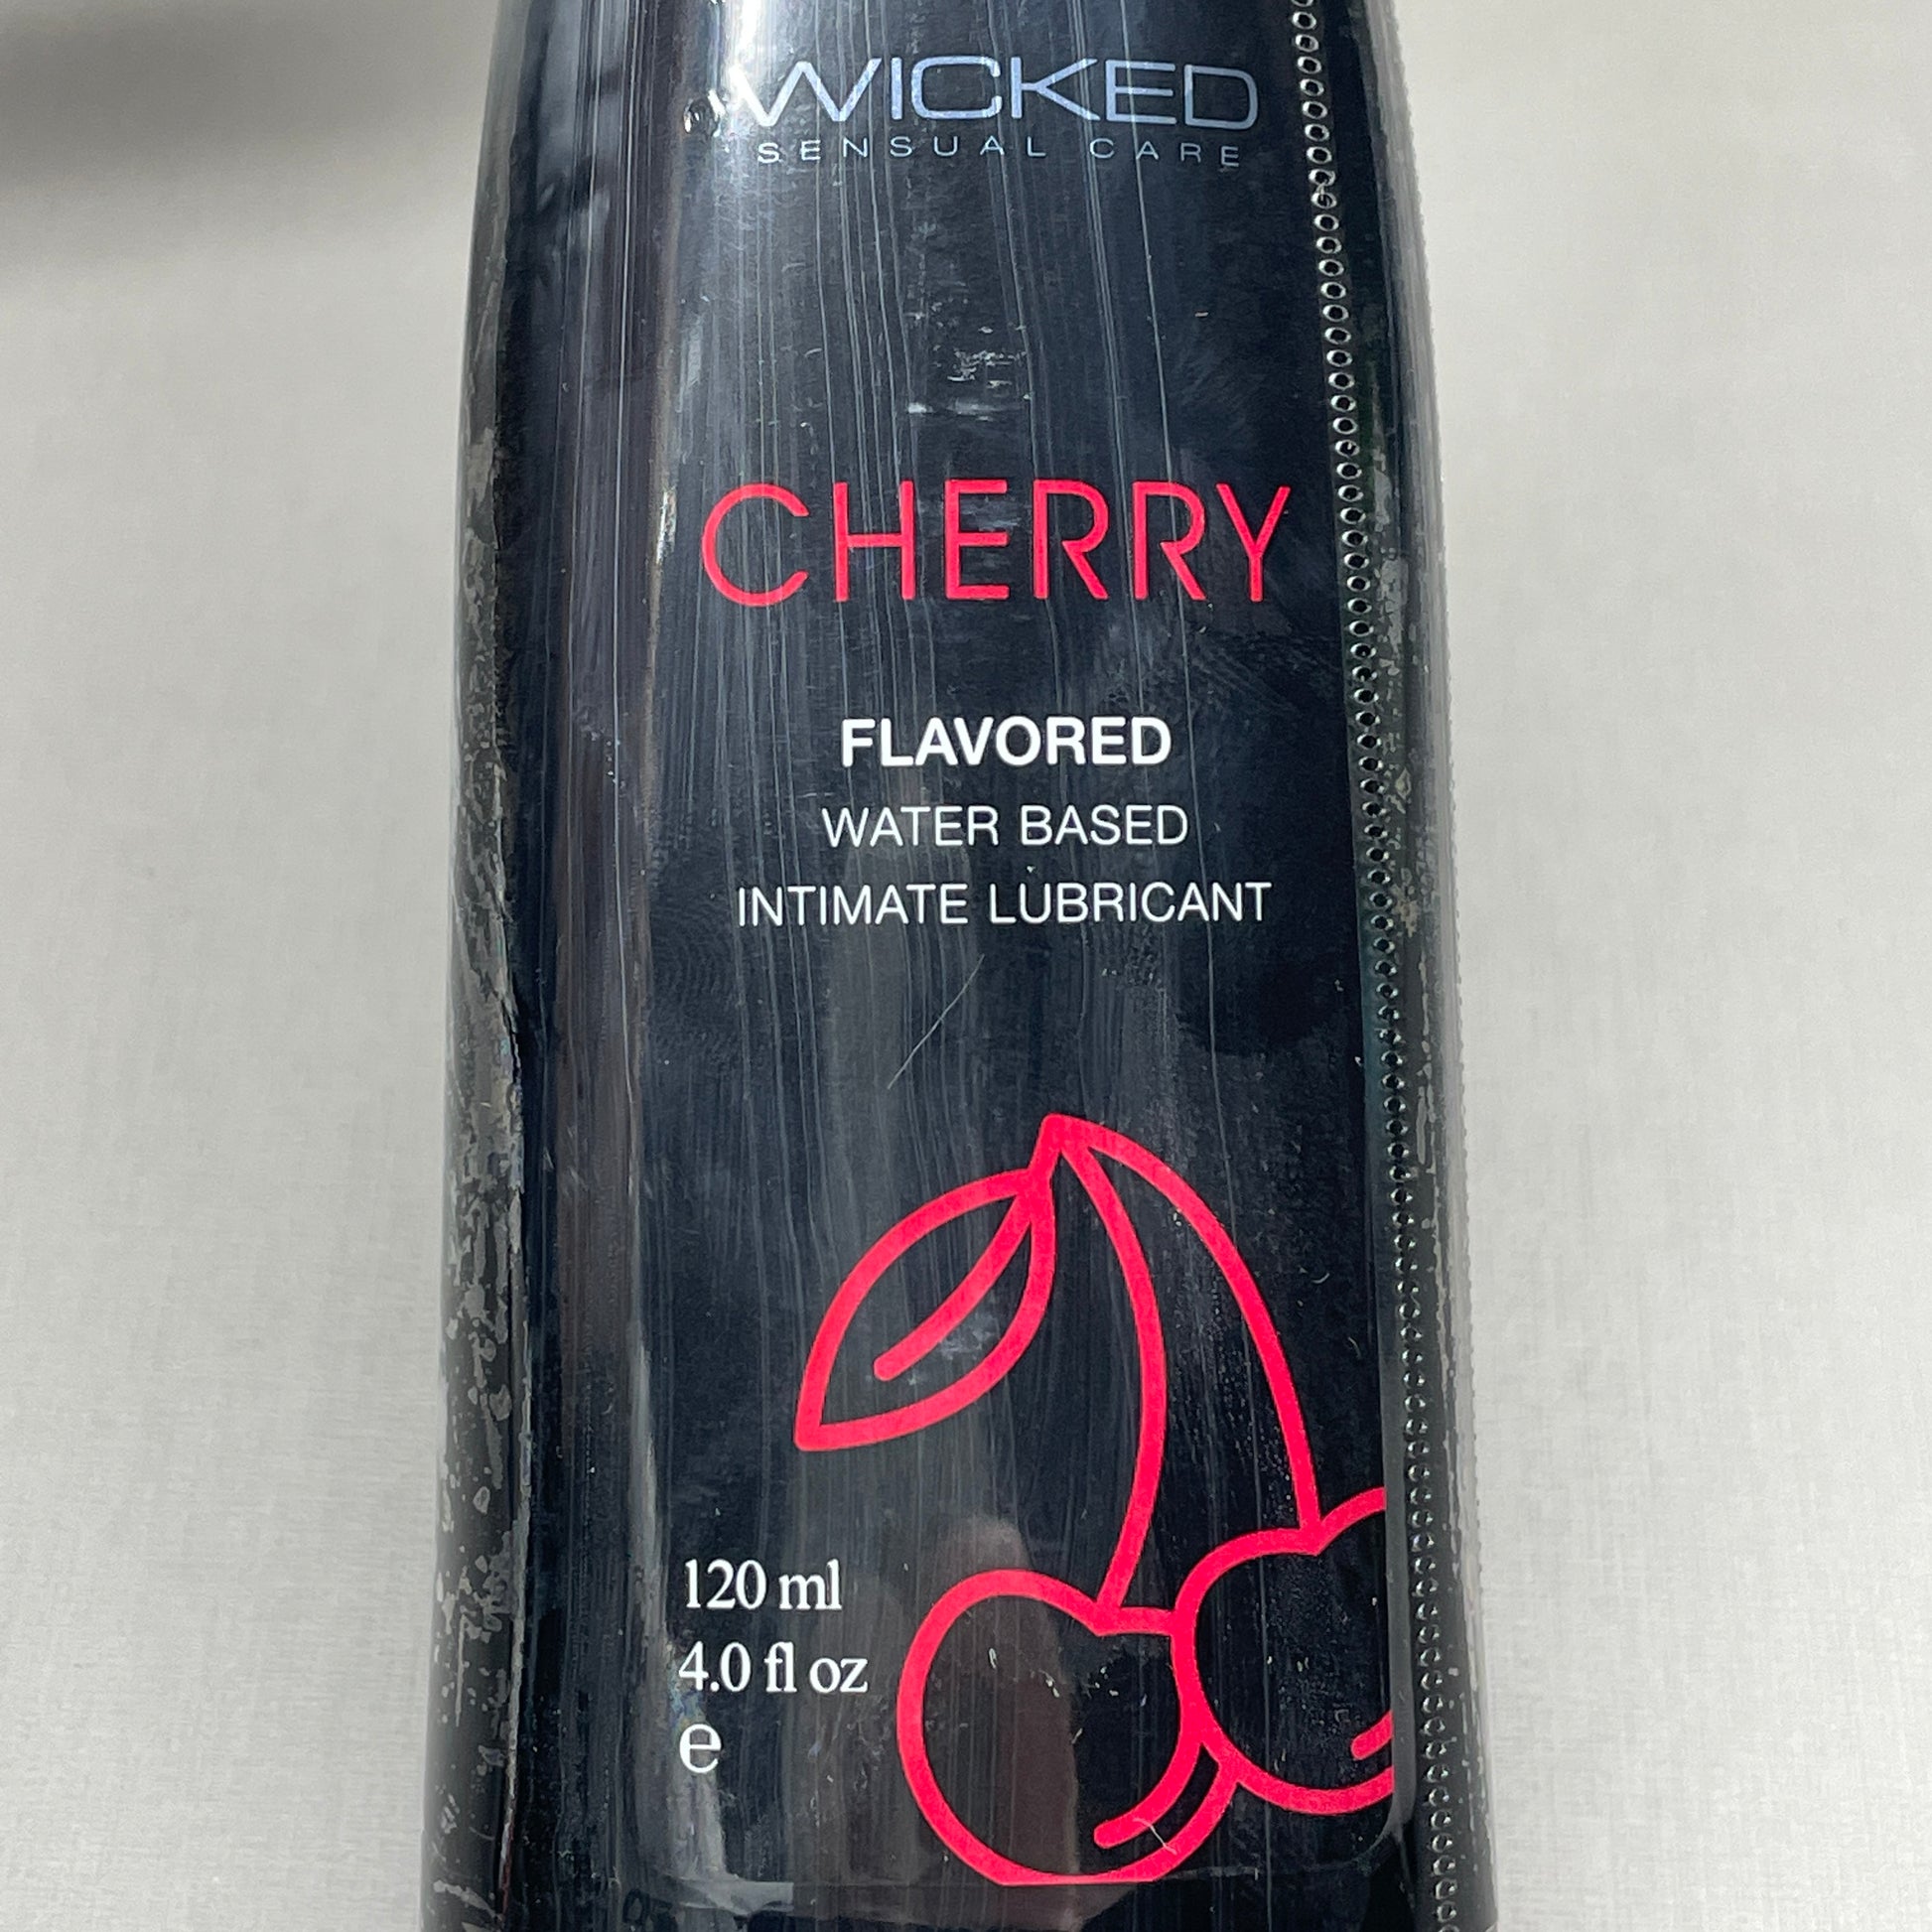 WICKED
SENSUAL CARE
CHERRY
FLAVORED
WATER BASED
INTIMATE LUBRICANT
120 ml
4.0 fl oz
e